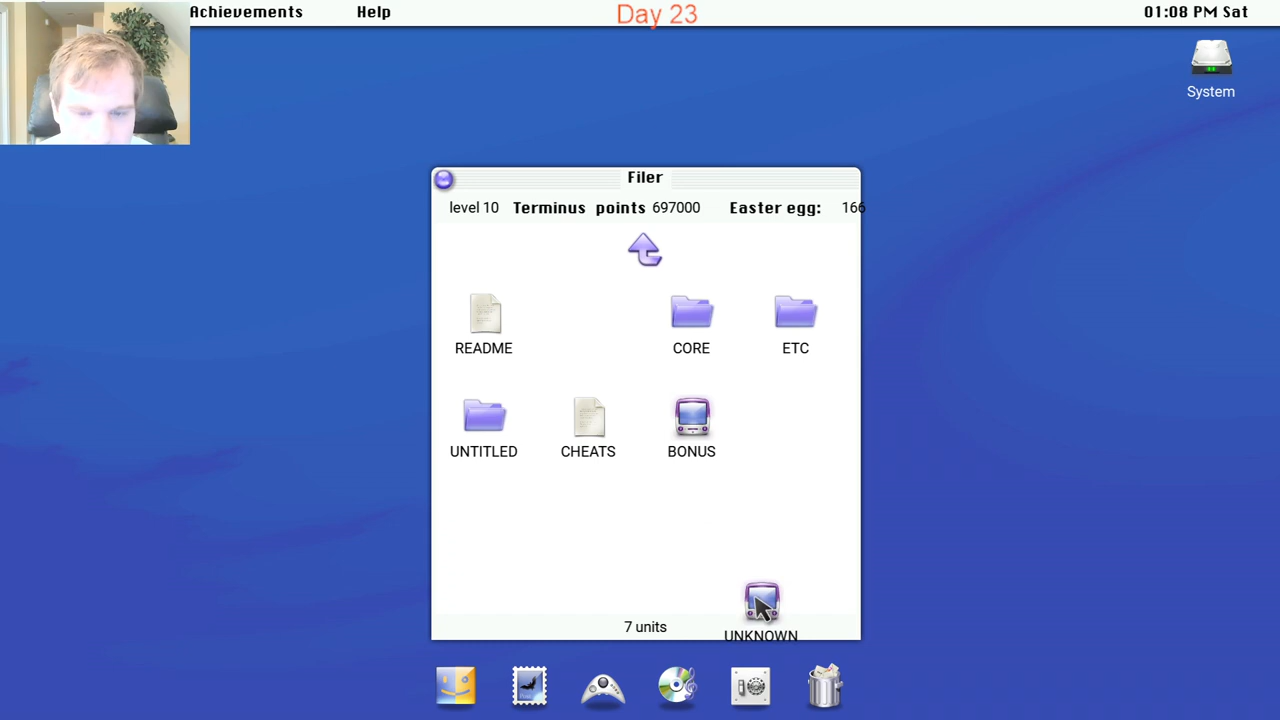 Achievements Help Day 23 01:08 PM Sat
System
Filer
level 10 Terminus points 697000 Easter egg: 166
README CORE ETC
UNTITLED CHEATS BONUS
7 units UNKNOWN